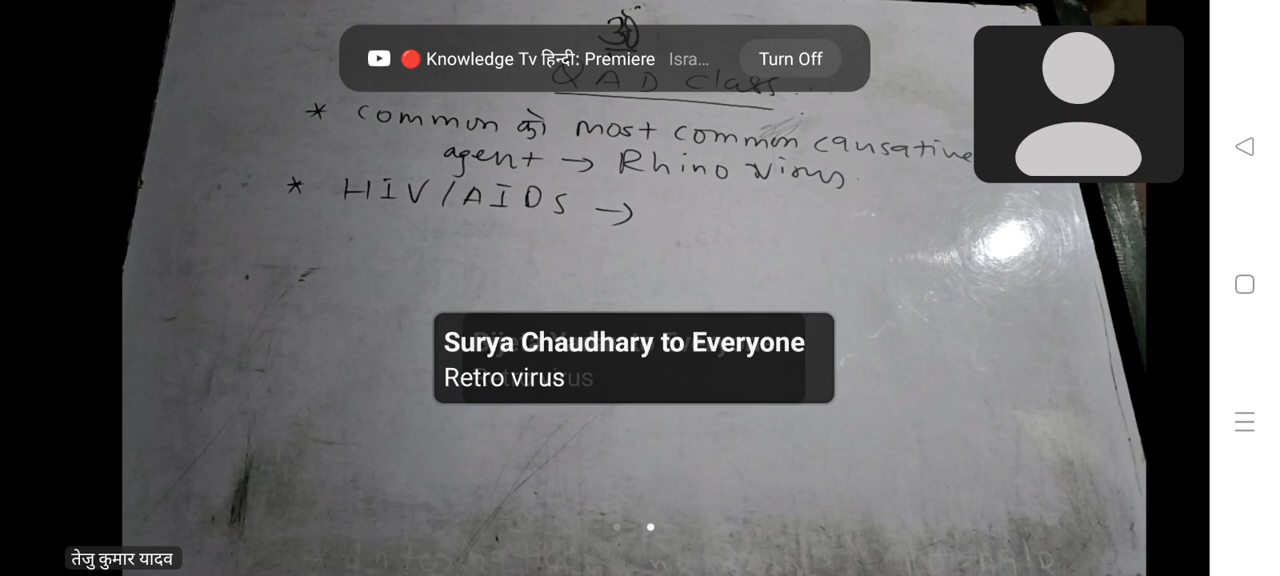 ओ
🔴 Knowledge Tv हिन्दी: Premiere Isra... Turn Off
Q A D Class
* Common को most common causative
agent → Rhino virus
* HIV/AIDS →
Surya Chaudhary to Everyone
Retro virus
तेजु कुमार यादव